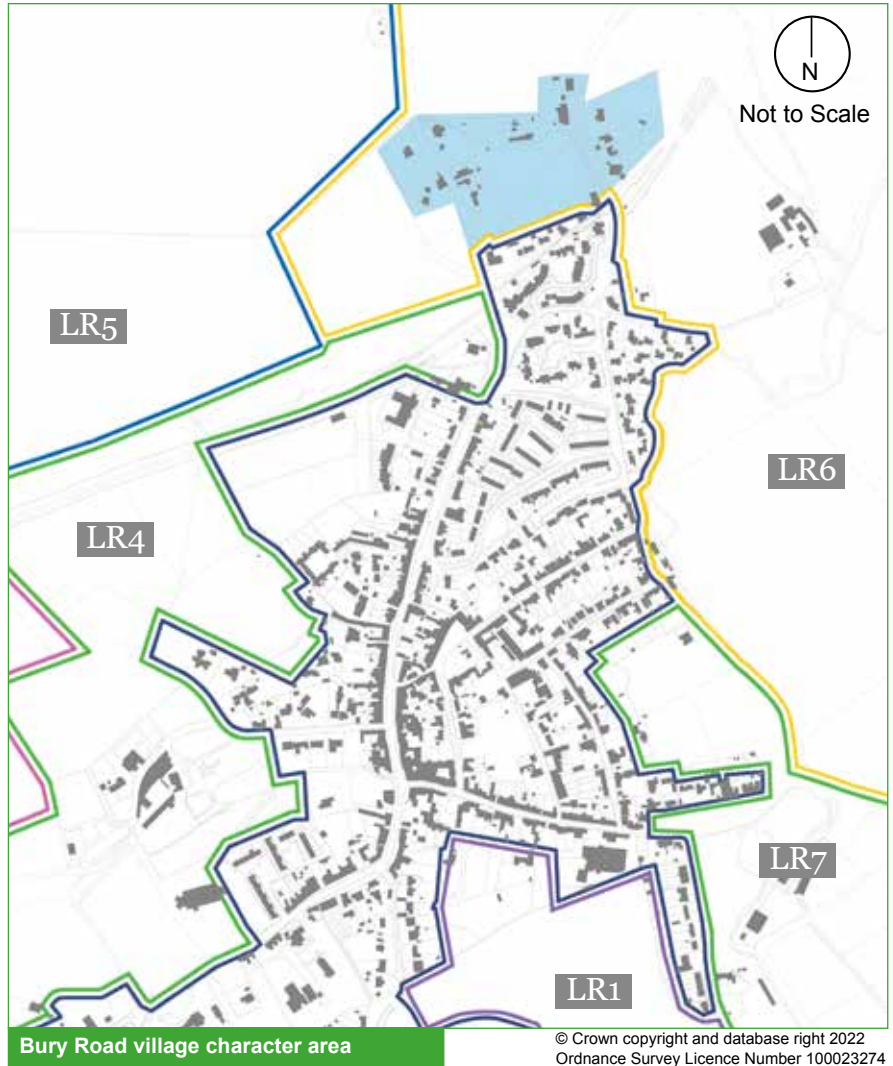 N
Not to Scale
LR5
LR6
LR4
LR7
LR1
Bury Road village character area
© Crown copyright and database right 2022
Ordnance Survey Licence Number 100023274